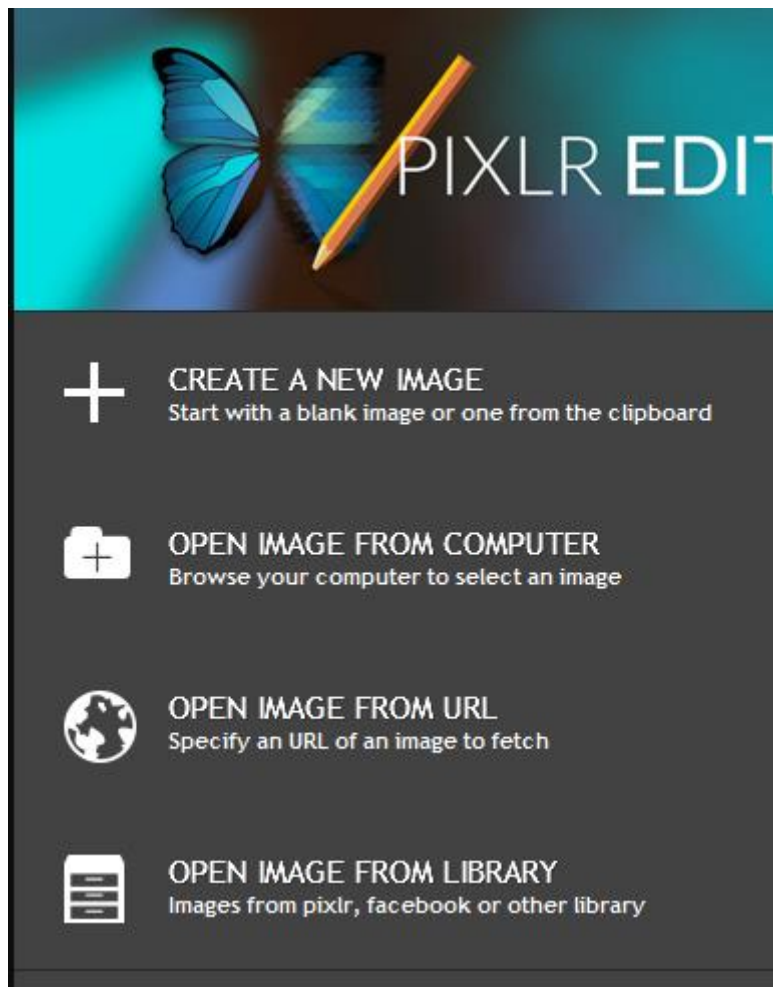 PIXLR EDIT
CREATE A NEW IMAGE
Start with a blank image or one from the clipboard
OPEN IMAGE FROM COMPUTER
Browse your computer to select an image
OPEN IMAGE FROM URL
Specify an URL of an image to fetch
OPEN IMAGE FROM LIBRARY
Images from pixlr, facebook or other library